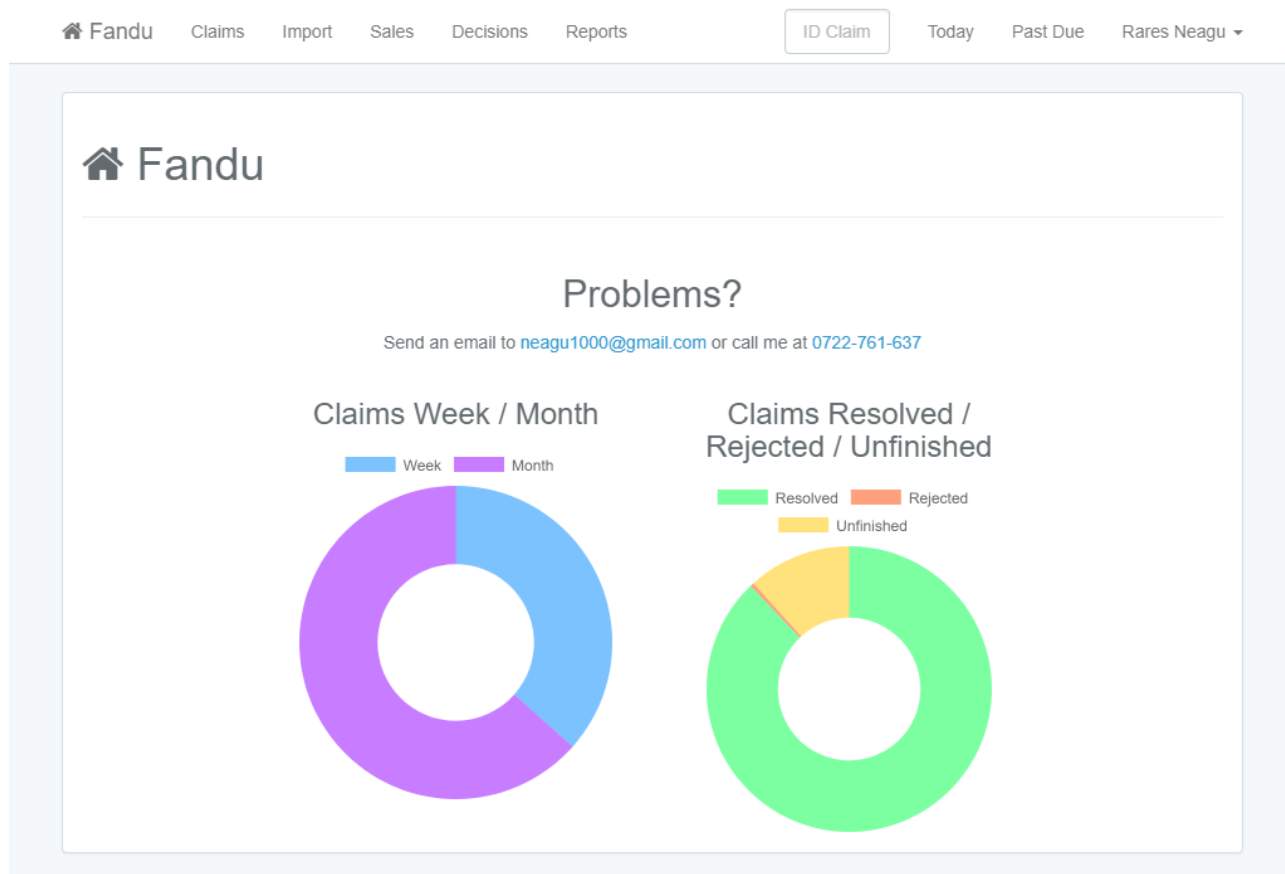 Fandu Claims Import Sales Decisions Reports ID Claim Today Past Due Rares Neagu
Fandu
Problems?
Send an email to neagu1000@gmail.com or call me at 0722-761-637
Claims Week / Month
Week Month
Claims Resolved /
Rejected / Unfinished
Resolved Rejected
Unfinished